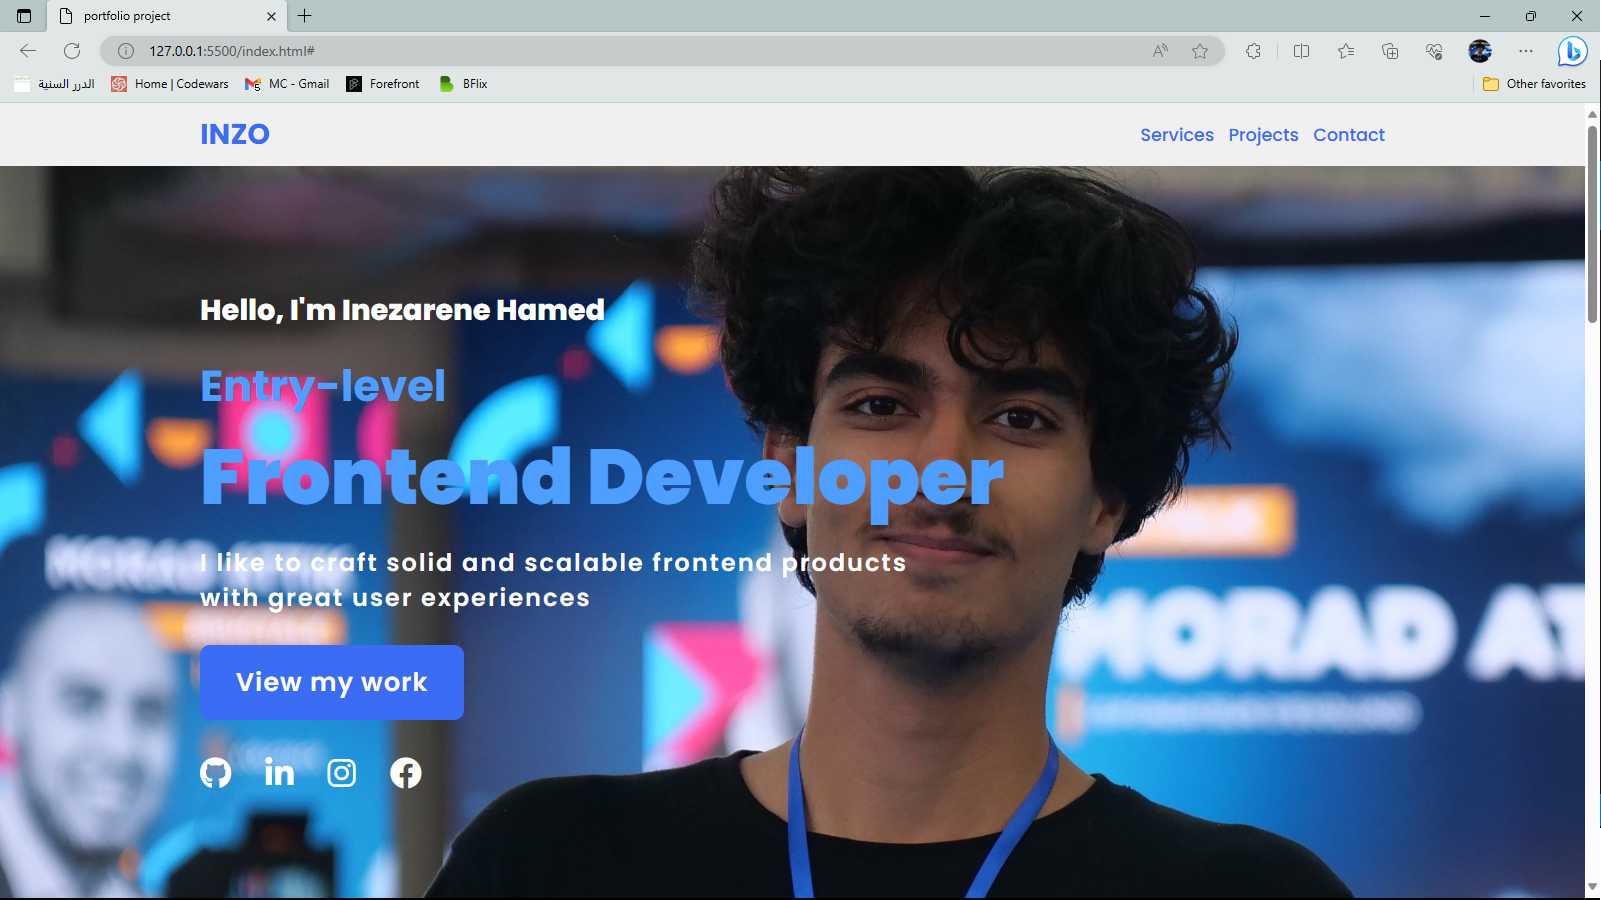 portfolio project
127.0.0.1:5500/index.html#
الدرر السنية
Home | Codewars
MC - Gmail
Forefront
BFlix
Other favorites
INZO
Services
Projects
Contact
Hello, I'm Inezarene Hamed
Entry-level
Frontend Developer
I like to craft solid and scalable frontend products
with great user experiences
View my work
MORAD AT